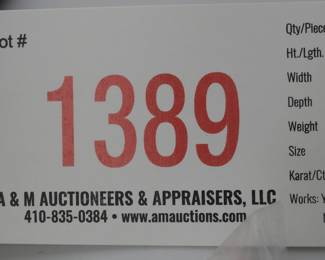 ot #
1389
A & M AUCTIONEERS & APPRAISERS, LLC
410-835-0384 • www.amauctions.com
Qty/Piece
Ht./Lgth.
Width
Depth
Weight
Size
Karat/Ct
Works: Y